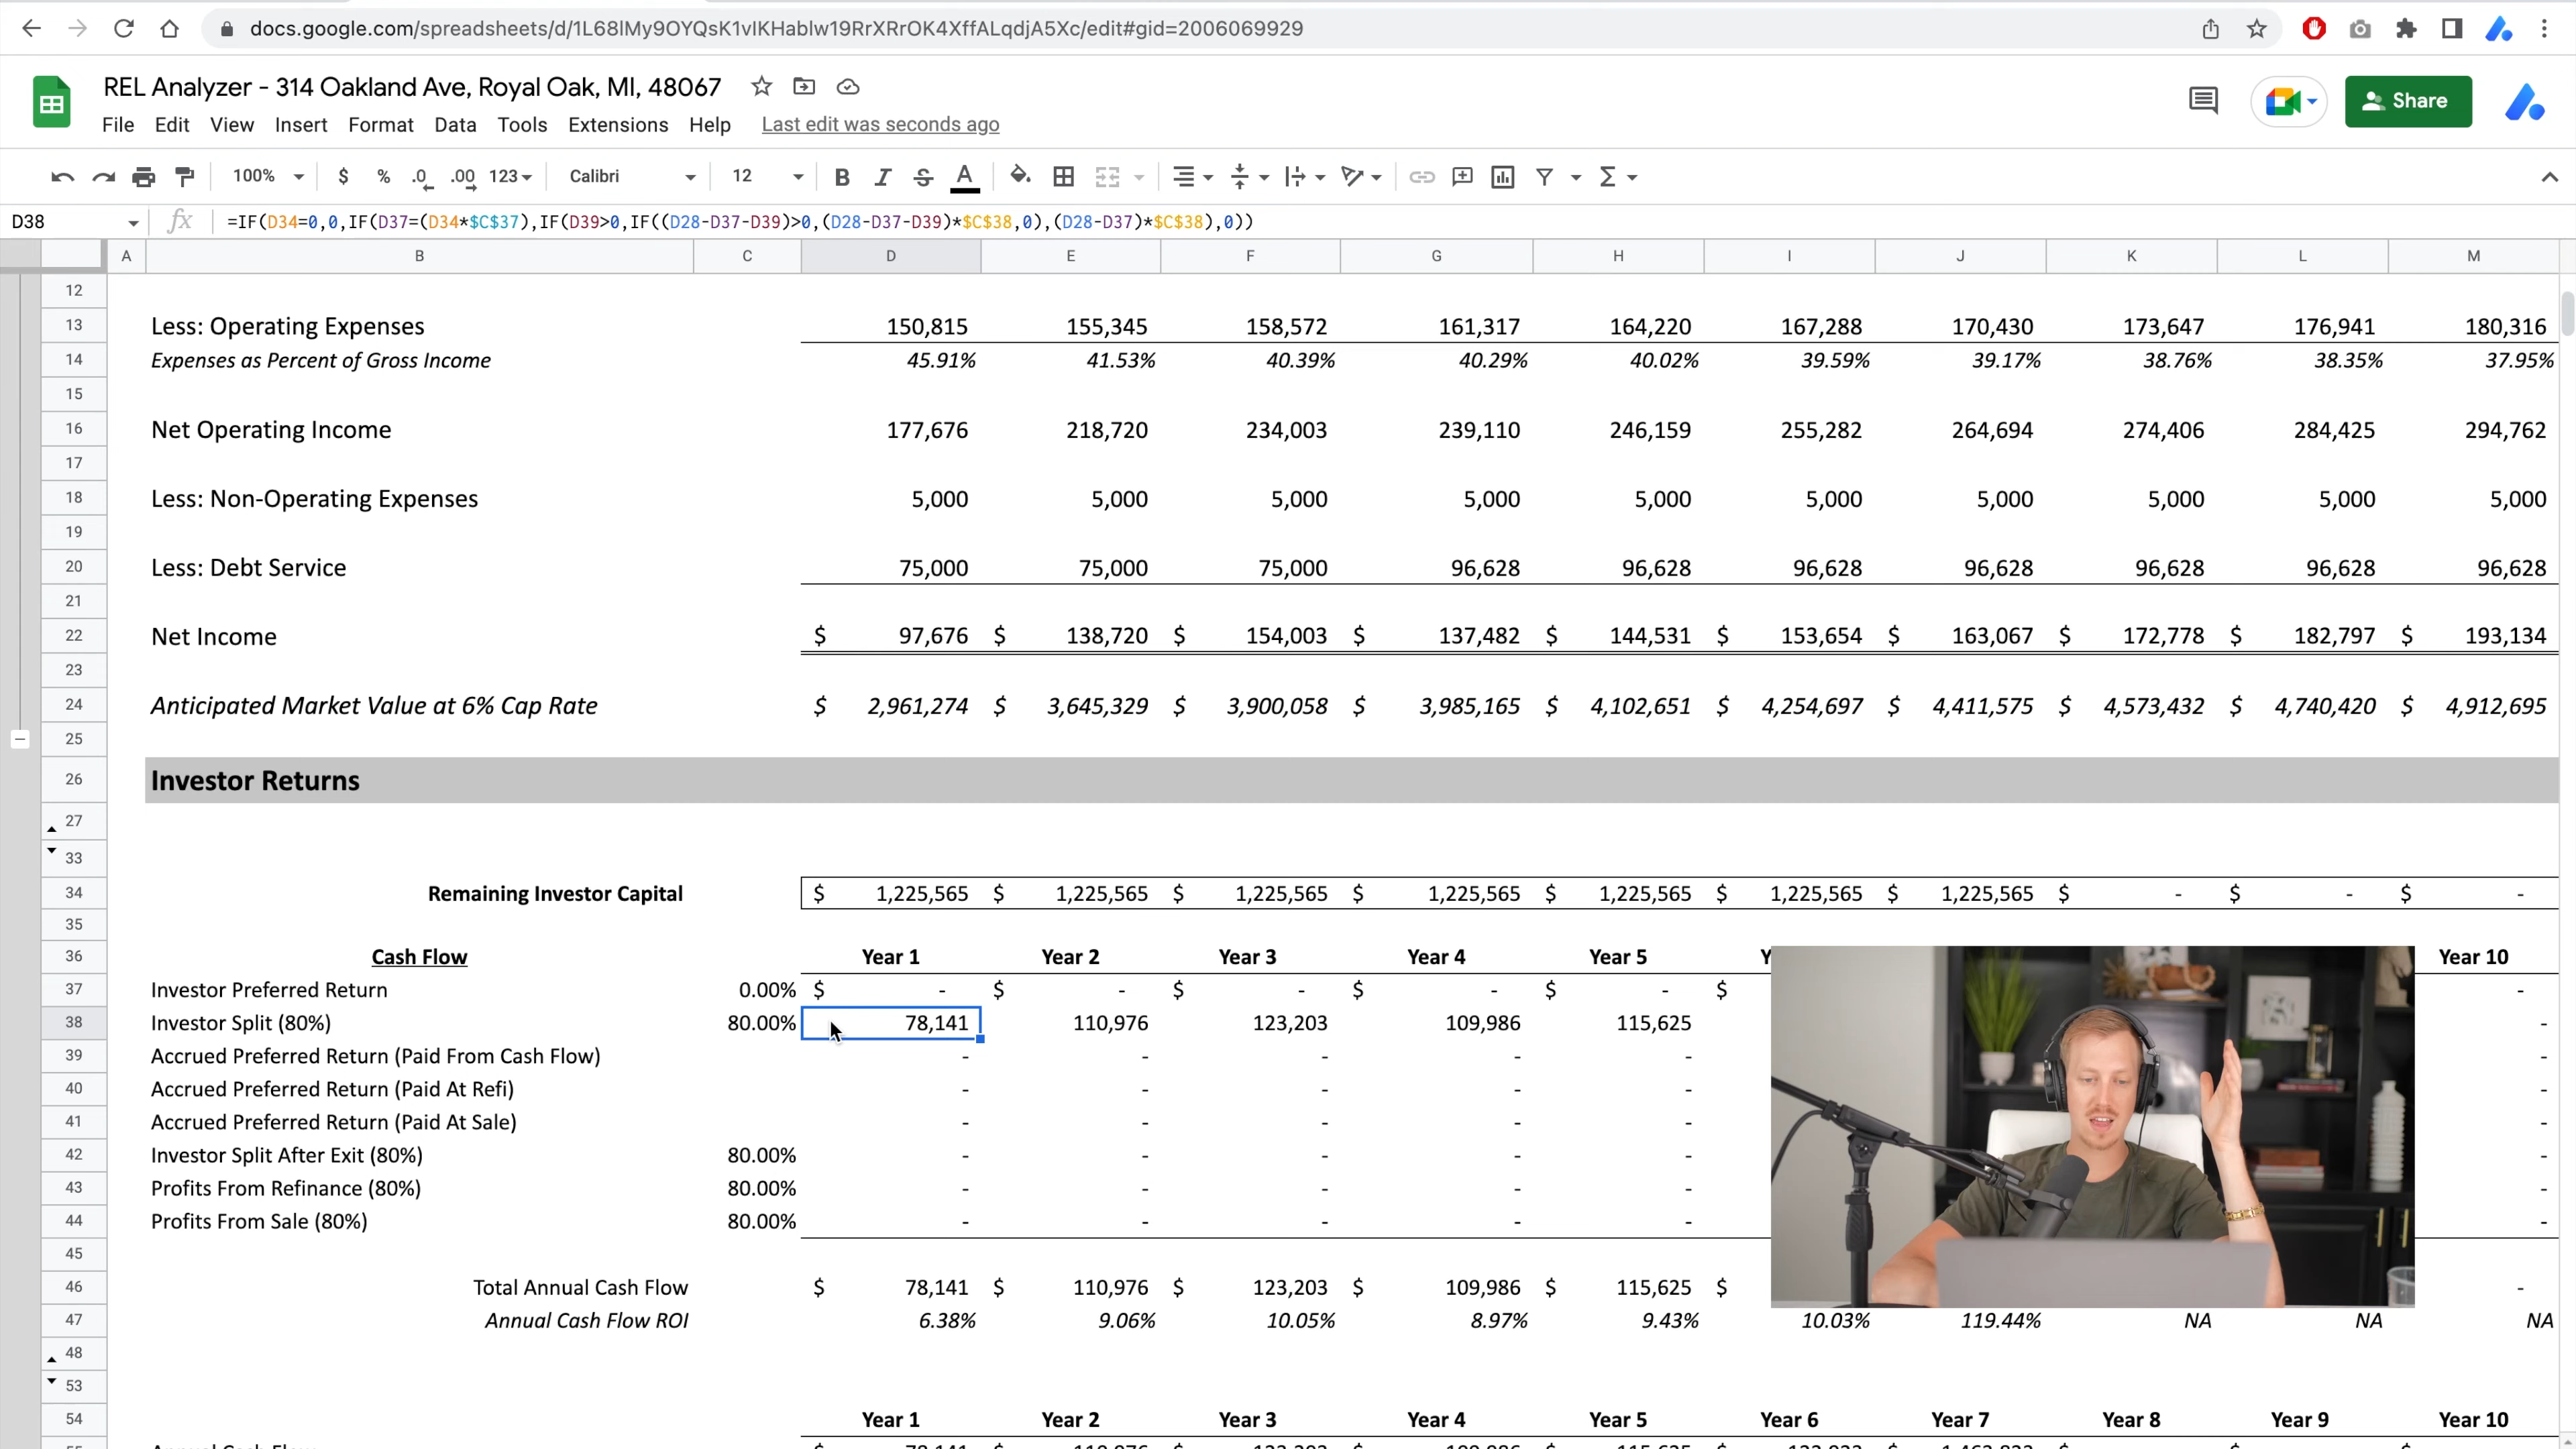 docs.google.com/spreadsheets/d/1L68lMy9OYQsK1vIKHablw19RrXRrOK4XffALqdjA5Xc/edit#gid=2006069929
REL Analyzer - 314 Oakland Ave, Royal Oak, MI, 48067
File Edit View Insert Format Data Tools Extensions Help Last edit was seconds ago
Share
100% $ % .0 .00 123 Calibri 12 B I S A
D38 fx =IF(D34=0,0,IF(D37=(D34*$C$37),IF(D39>0,IF((D28-D37-D39)>0,(D28-D37-D39)*$C$38,0),(D28-D37)*$C$38),0))
A B C D E F G H I J K L M
12
13 Less: Operating Expenses 150,815 155,345 158,572 161,317 164,220 167,288 170,430 173,647 176,941 180,316
14 Expenses as Percent of Gross Income 45.91% 41.53% 40.39% 40.29% 40.02% 39.59% 39.17% 38.76% 38.35% 37.95%
15
16 Net Operating Income 177,676 218,720 234,003 239,110 246,159 255,282 264,694 274,406 284,425 294,762
17
18 Less: Non-Operating Expenses 5,000 5,000 5,000 5,000 5,000 5,000 5,000 5,000 5,000 5,000
19
20 Less: Debt Service 75,000 75,000 75,000 96,628 96,628 96,628 96,628 96,628 96,628 96,628
21
22 Net Income $ 97,676 $ 138,720 $ 154,003 $ 137,482 $ 144,531 $ 153,654 $ 163,067 $ 172,778 $ 182,797 $ 193,134
23
24 Anticipated Market Value at 6% Cap Rate $ 2,961,274 $ 3,645,329 $ 3,900,058 $ 3,985,165 $ 4,102,651 $ 4,254,697 $ 4,411,575 $ 4,573,432 $ 4,740,420 $ 4,912,695
25
26 Investor Returns
27
33
34 Remaining Investor Capital $ 1,225,565 $ 1,225,565 $ 1,225,565 $ 1,225,565 $ 1,225,565 $ 1,225,565 $ 1,225,565 $ - $ - $ -
35
36 Cash Flow Year 1 Year 2 Year 3 Year 4 Year 5 Y Year 10
37 Investor Preferred Return 0.00% $ - $ - $ - $ - $ - $ -
38 Investor Split (80%) 80.00% 78,141 110,976 123,203 109,986 115,625 -
39 Accrued Preferred Return (Paid From Cash Flow) - - - - - -
40 Accrued Preferred Return (Paid At Refi) - - - - - -
41 Accrued Preferred Return (Paid At Sale) - - - - - -
42 Investor Split After Exit (80%) 80.00% - - - - - -
43 Profits From Refinance (80%) 80.00% - - - - - -
44 Profits From Sale (80%) 80.00% - - - - - -
45
46 Total Annual Cash Flow $ 78,141 $ 110,976 $ 123,203 $ 109,986 $ 115,625 $ -
47 Annual Cash Flow ROI 6.38% 9.06% 10.05% 8.97% 9.43% 10.03% 119.44% NA NA NA
48
53
54 Year 1 Year 2 Year 3 Year 4 Year 5 Year 6 Year 7 Year 8 Year 9 Year 10